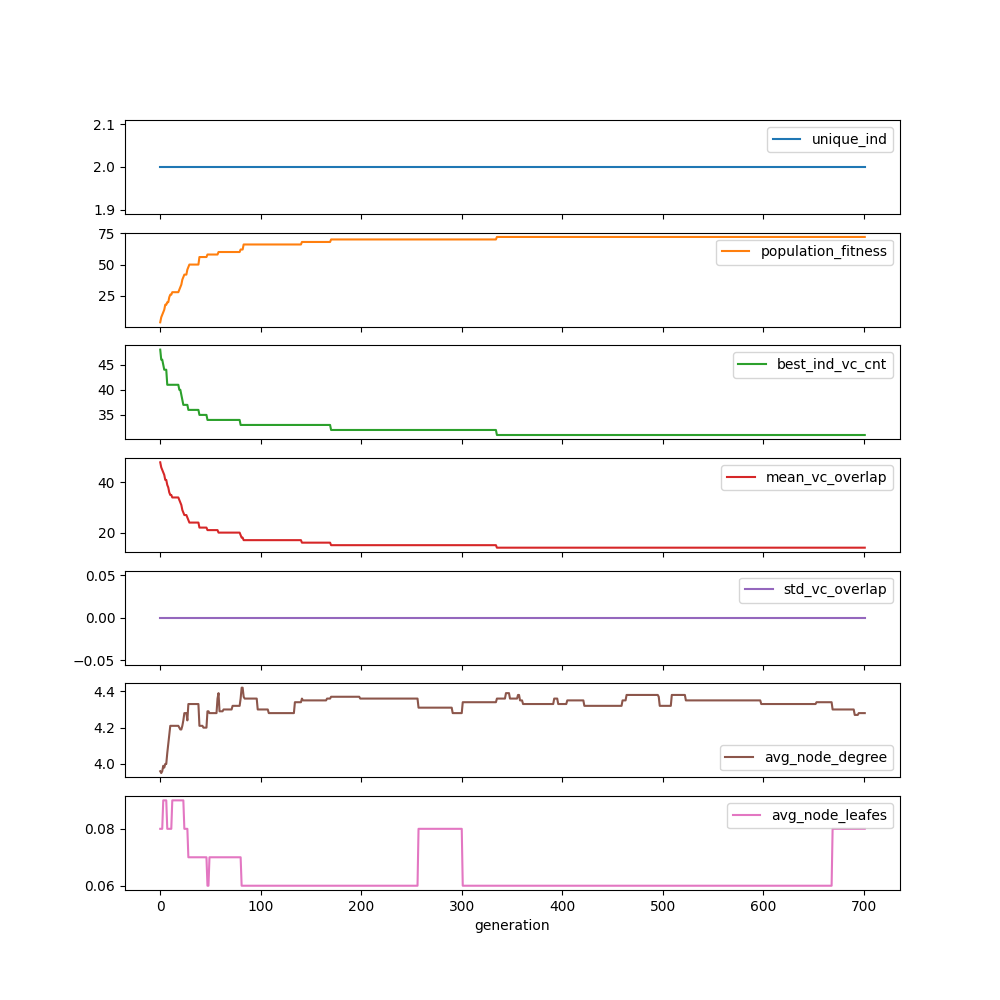 2.1
2.0
1.9
unique_ind
75
50
25
population_fitness
45
40
35
best_ind_vc_cnt
40
20
mean_vc_overlap
0.05
0.00
−0.05
std_vc_overlap
4.4
4.2
4.0
avg_node_degree
0.08
0.06
avg_node_leafes
0 100 200 300 400 500 600 700
generation